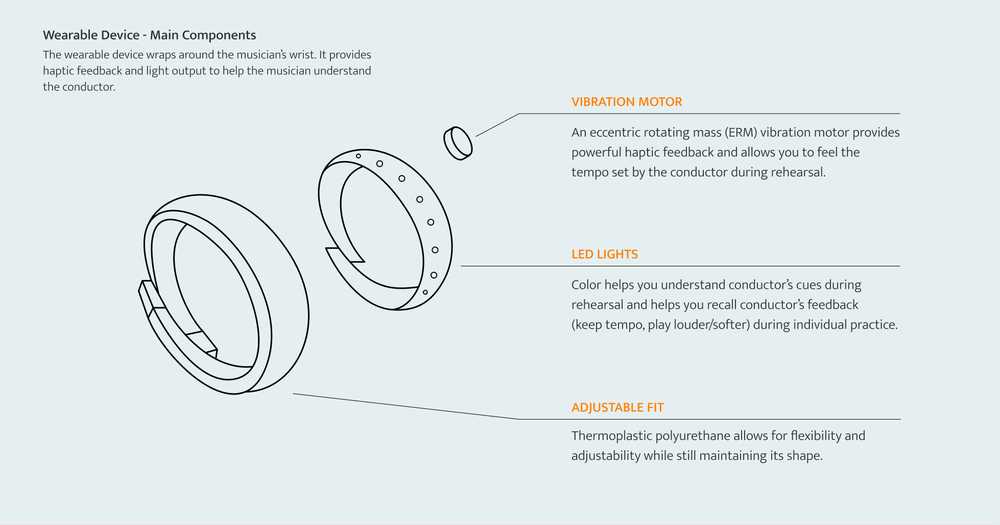 Wearable Device - Main Components
The wearable device wraps around the musician’s wrist. It provides
haptic feedback and light output to help the musician understand
the conductor.
VIBRATION MOTOR
An eccentric rotating mass (ERM) vibration motor provides
powerful haptic feedback and allows you to feel the
tempo set by the conductor during rehearsal.
LED LIGHTS
Color helps you understand conductor’s cues during
rehearsal and helps you recall conductor’s feedback
(keep tempo, play louder/softer) during individual practice.
ADJUSTABLE FIT
Thermoplastic polyurethane allows for flexibility and
adjustability while still maintaining its shape.